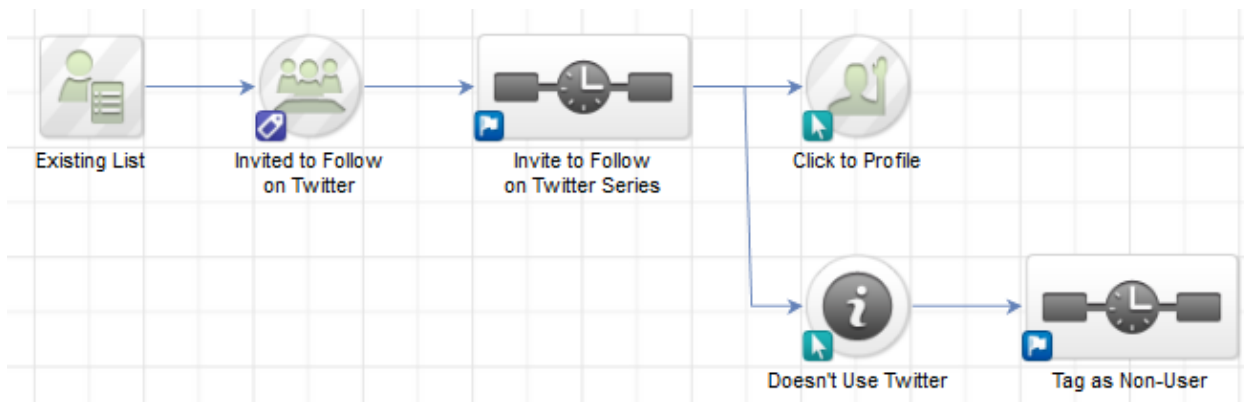 Existing List
Invited to Follow
on Twitter
Invite to Follow
on Twitter Series
Click to Profile
Doesn't Use Twitter
Tag as Non-User